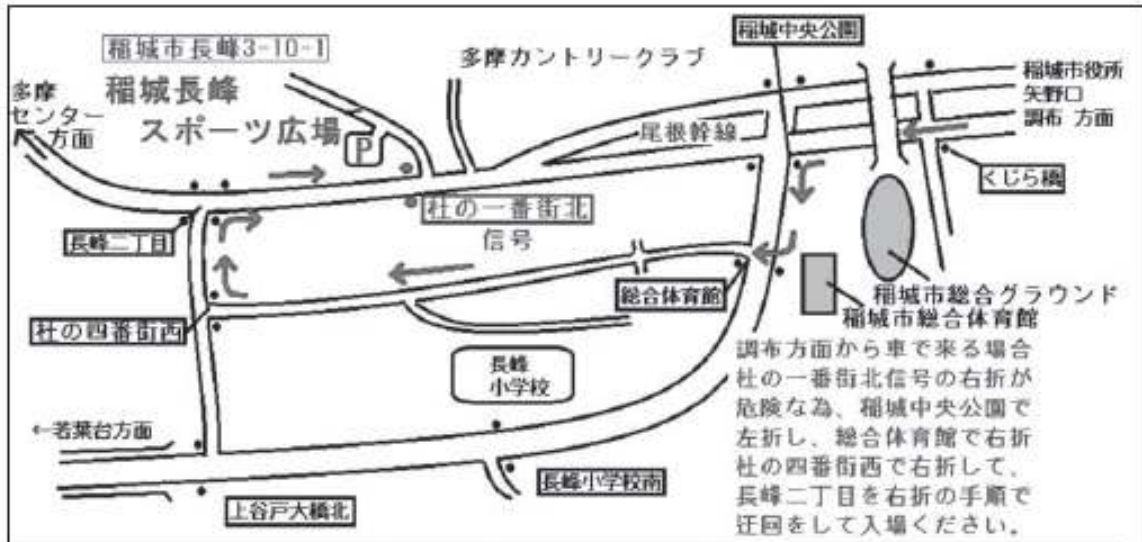 稲城市長峰3-10-1
稲城長峰
スポーツ広場
多摩
センター
方面
多摩カントリークラブ
稲城中央公園
稲城市役所
矢野口
調布 方面
尾根幹線
P
くじら橋
杜の一番街北
信号
長峰二丁目
総合体育館
稲城市総合グラウンド
稲城市総合体育館
杜の四番街西
長峰
小学校
←若葉台方面
長峰小学校南
上谷戸大橋北
調布方面から車で来る場合
杜の一番街北信号の右折が
危険な為、稲城中央公園で
左折し、総合体育館で右折
杜の四番街西で右折して、
長峰二丁目を右折の手順で
迂回をして入場ください。